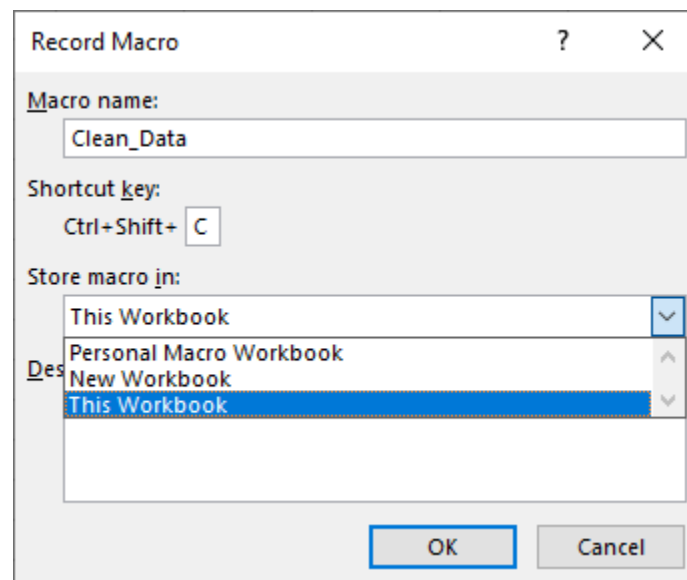 Record Macro ? ×
Macro name:
Clean_Data
Shortcut key:
Ctrl+Shift+ C
Store macro in:
This Workbook
Personal Macro Workbook
Des
New Workbook
This Workbook
OK Cancel